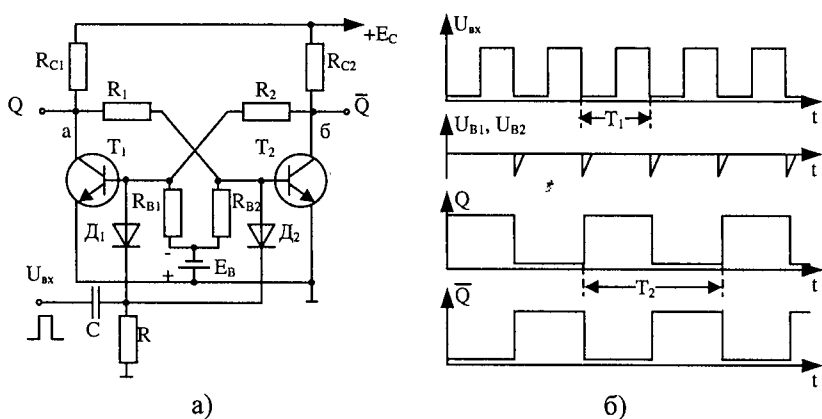 +E_C
R_C1
R_C2
Q
R_1
R_2
Q̅
а
б
T_1
T_2
R_B1
R_B2
Д_1
Д_2
-
+
E_B
U_вх
C
R
а)
U_вх
T_1
t
U_B1, U_B2
t
Q
T_2
t
Q̅
t
б)